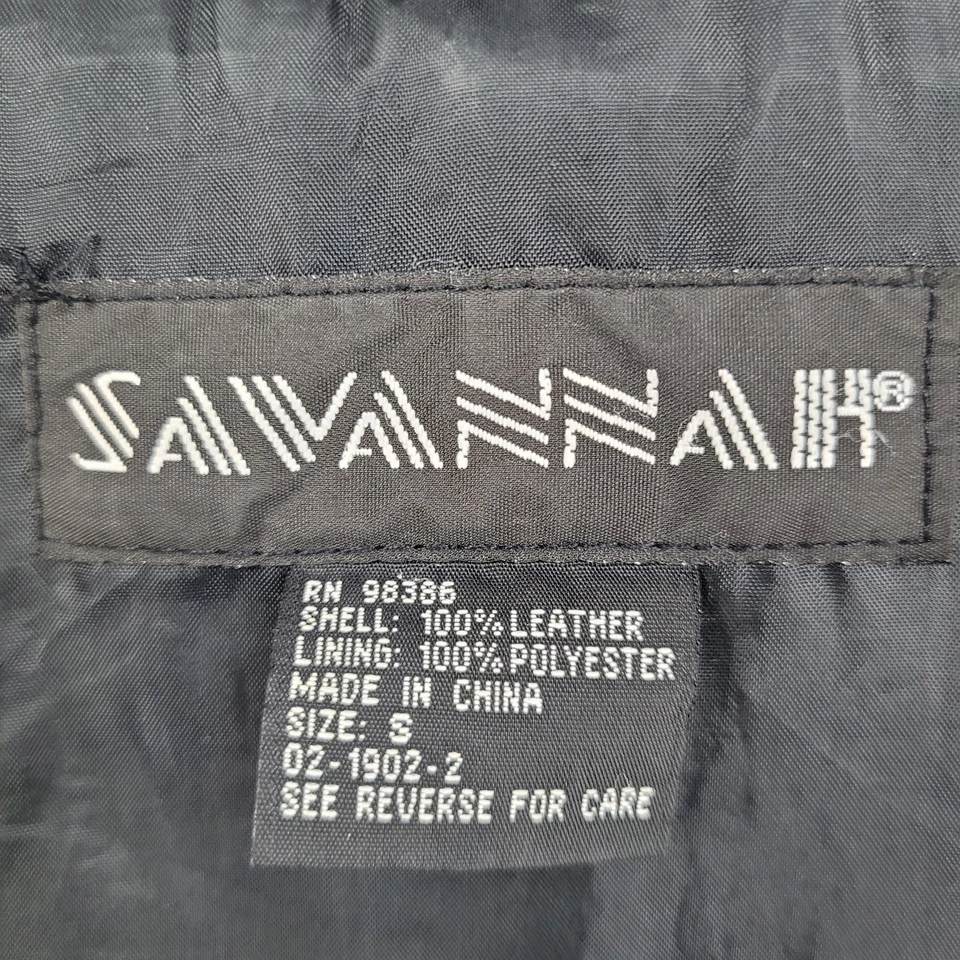 SAVANNAH®
RN 98386
SHELL: 100% LEATHER
LINING: 100% POLYESTER
MADE IN CHINA
SIZE: S
02-1902-2
SEE REVERSE FOR CARE